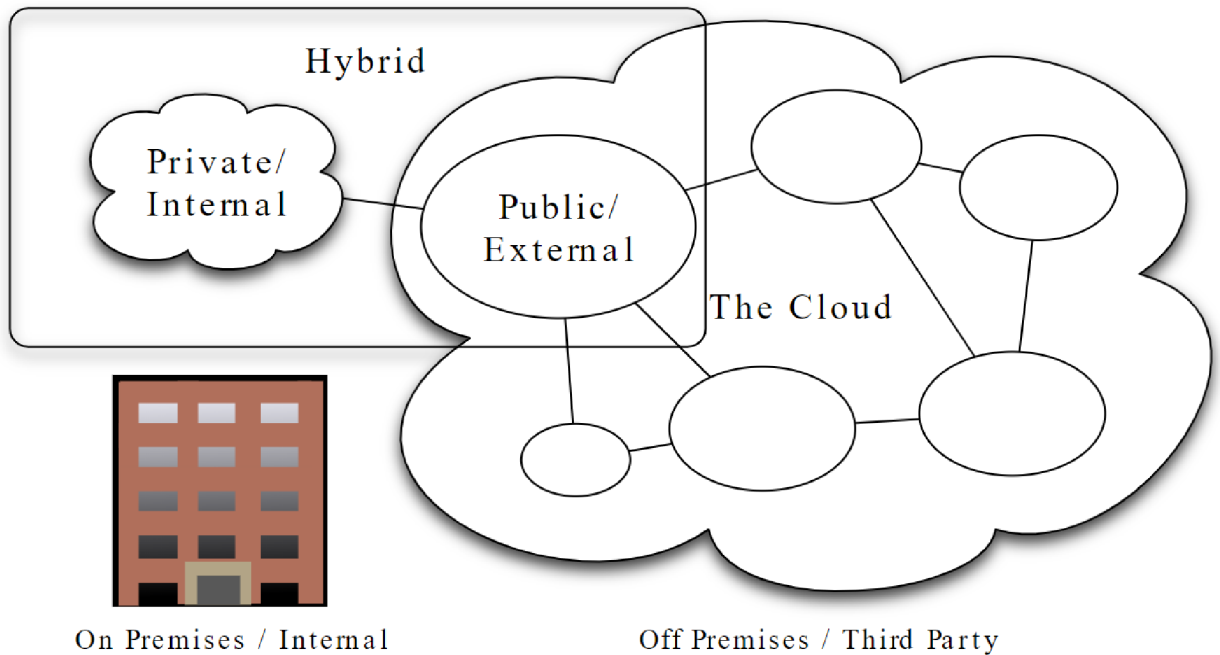 Hybrid
Private/
Internal
Public/
External
The Cloud
On Premises / Internal
Off Premises / Third Party